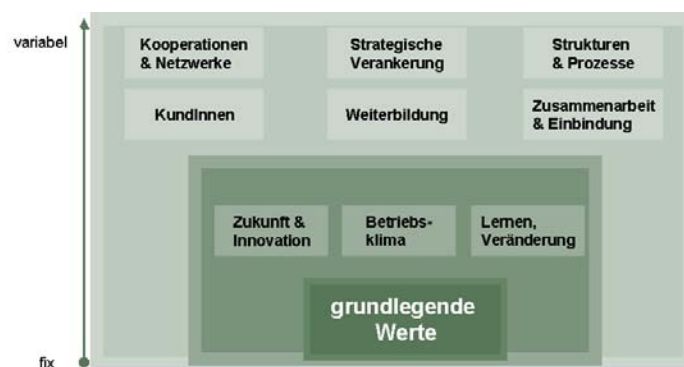 variabel
Kooperationen
& Netzwerke
Strategische
Verankerung
Strukturen
& Prozesse
KundInnen
Weiterbildung
Zusammenarbeit
& Einbindung
Zukunft &
Innovation
Betriebs-
klima
Lernen,
Veränderung
grundlegende
Werte
fix